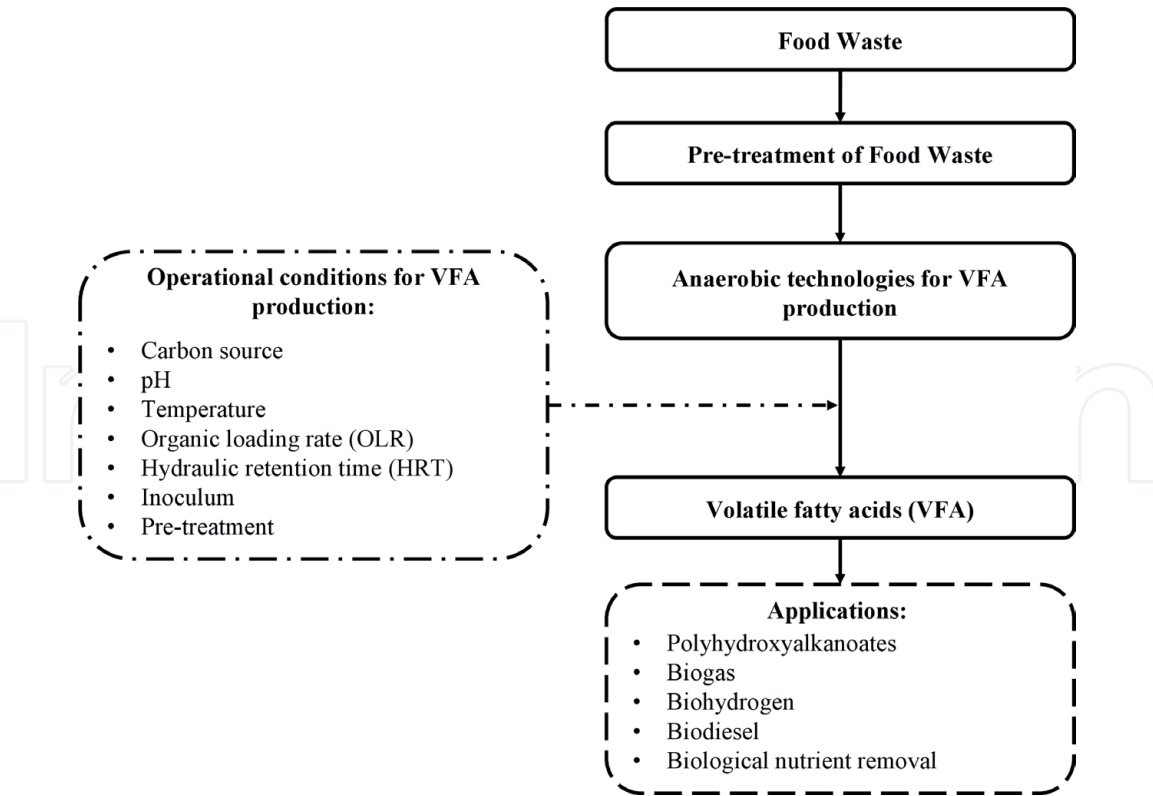 Food Waste
Pre-treatment of Food Waste
Anaerobic technologies for VFA
production
Operational conditions for VFA
production:
• Carbon source
• pH
• Temperature
• Organic loading rate (OLR)
• Hydraulic retention time (HRT)
• Inoculum
• Pre-treatment
Volatile fatty acids (VFA)
Applications:
• Polyhydroxyalkanoates
• Biogas
• Biohydrogen
• Biodiesel
• Biological nutrient removal